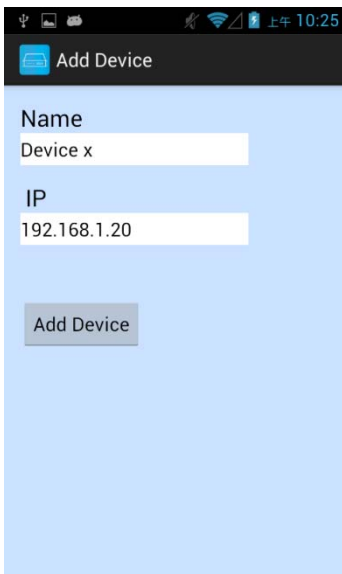 上午 10:25
Add Device
Name
Device x
IP
192.168.1.20
Add Device